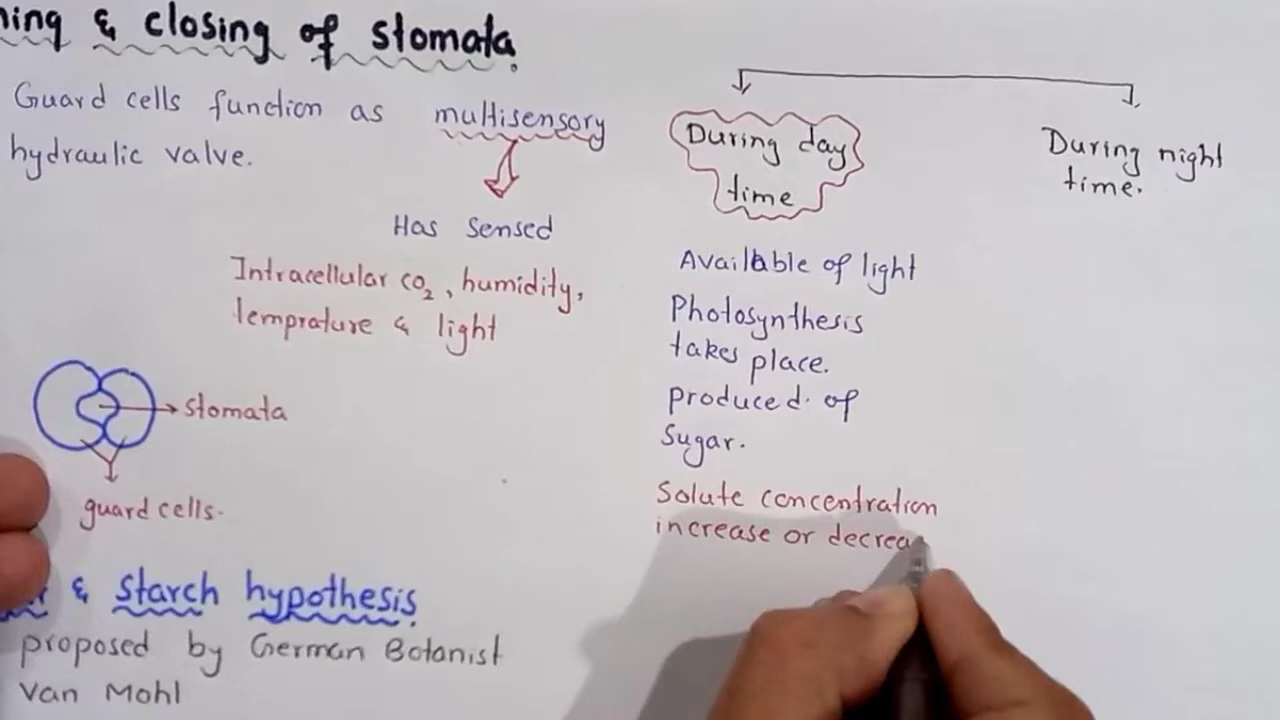 & closing of stomata.
Guard cells function as multisensory
hydraulic valve.
Has sensed
Intracellular co2, humidity,
temprature & light
stomata
guard cells.
& starch hypothesis
proposed by German Botanist
Van Mohl
During day
time
Available of light
Photosynthesis
takes place.
produced of
sugar.
Solute concentration
increase or decrea
During night
time.